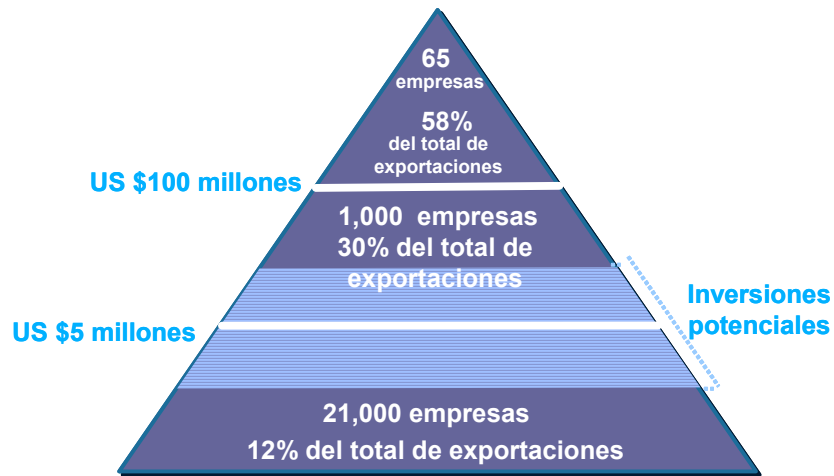 65
empresas
58%
del total de
exportaciones
US $100 millones
1,000 empresas
30% del total de
exportaciones
Inversiones
potenciales
US $5 millones
21,000 empresas
12% del total de exportaciones